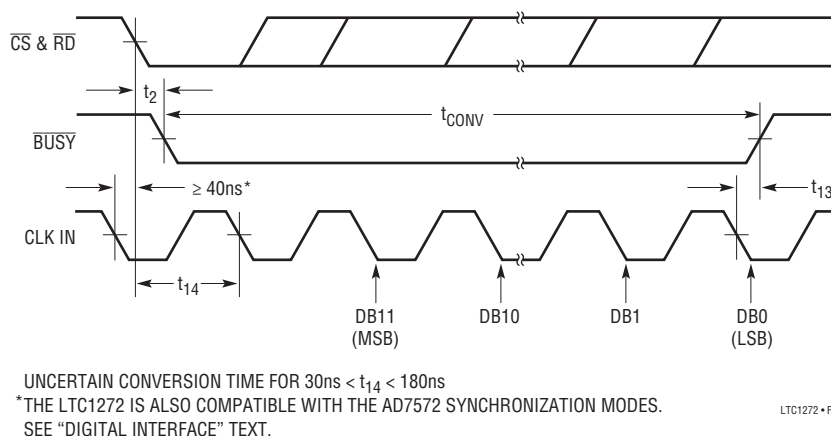 CS & RD
t2
tCONV
BUSY
≥ 40ns*
t13
CLK IN
t14
DB11
(MSB)
DB10
DB1
DB0
(LSB)
UNCERTAIN CONVERSION TIME FOR 30ns < t14 < 180ns
*THE LTC1272 IS ALSO COMPATIBLE WITH THE AD7572 SYNCHRONIZATION MODES.
SEE “DIGITAL INTERFACE” TEXT.
LTC1272 •